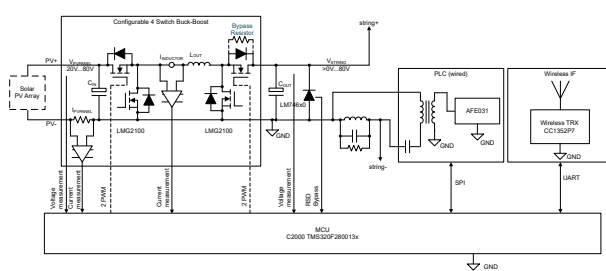 Configurable 4 Switch Buck-Boost
Bypass
Resistor
string+
PV+
VPVPANEL
20V...80V
IINDUCTOR
LOUT
VSTRING
>0V...80V
CIN
COUT
LM746x0
Solar
PV Array
IPVPANEL
PV-
LMG2100
LMG2100
GND
string-
PLC (wired)
AFE031
GND
Wireless IF
Wireless TRX
CC1352P7
GND
Voltage
measurement
Current
measurement
2 PWM
Current
measurement
2 PWM
Voltage
measurement
RSD
Bypass
SPI
UART
MCU
C2000 TMS320F280013x
GND